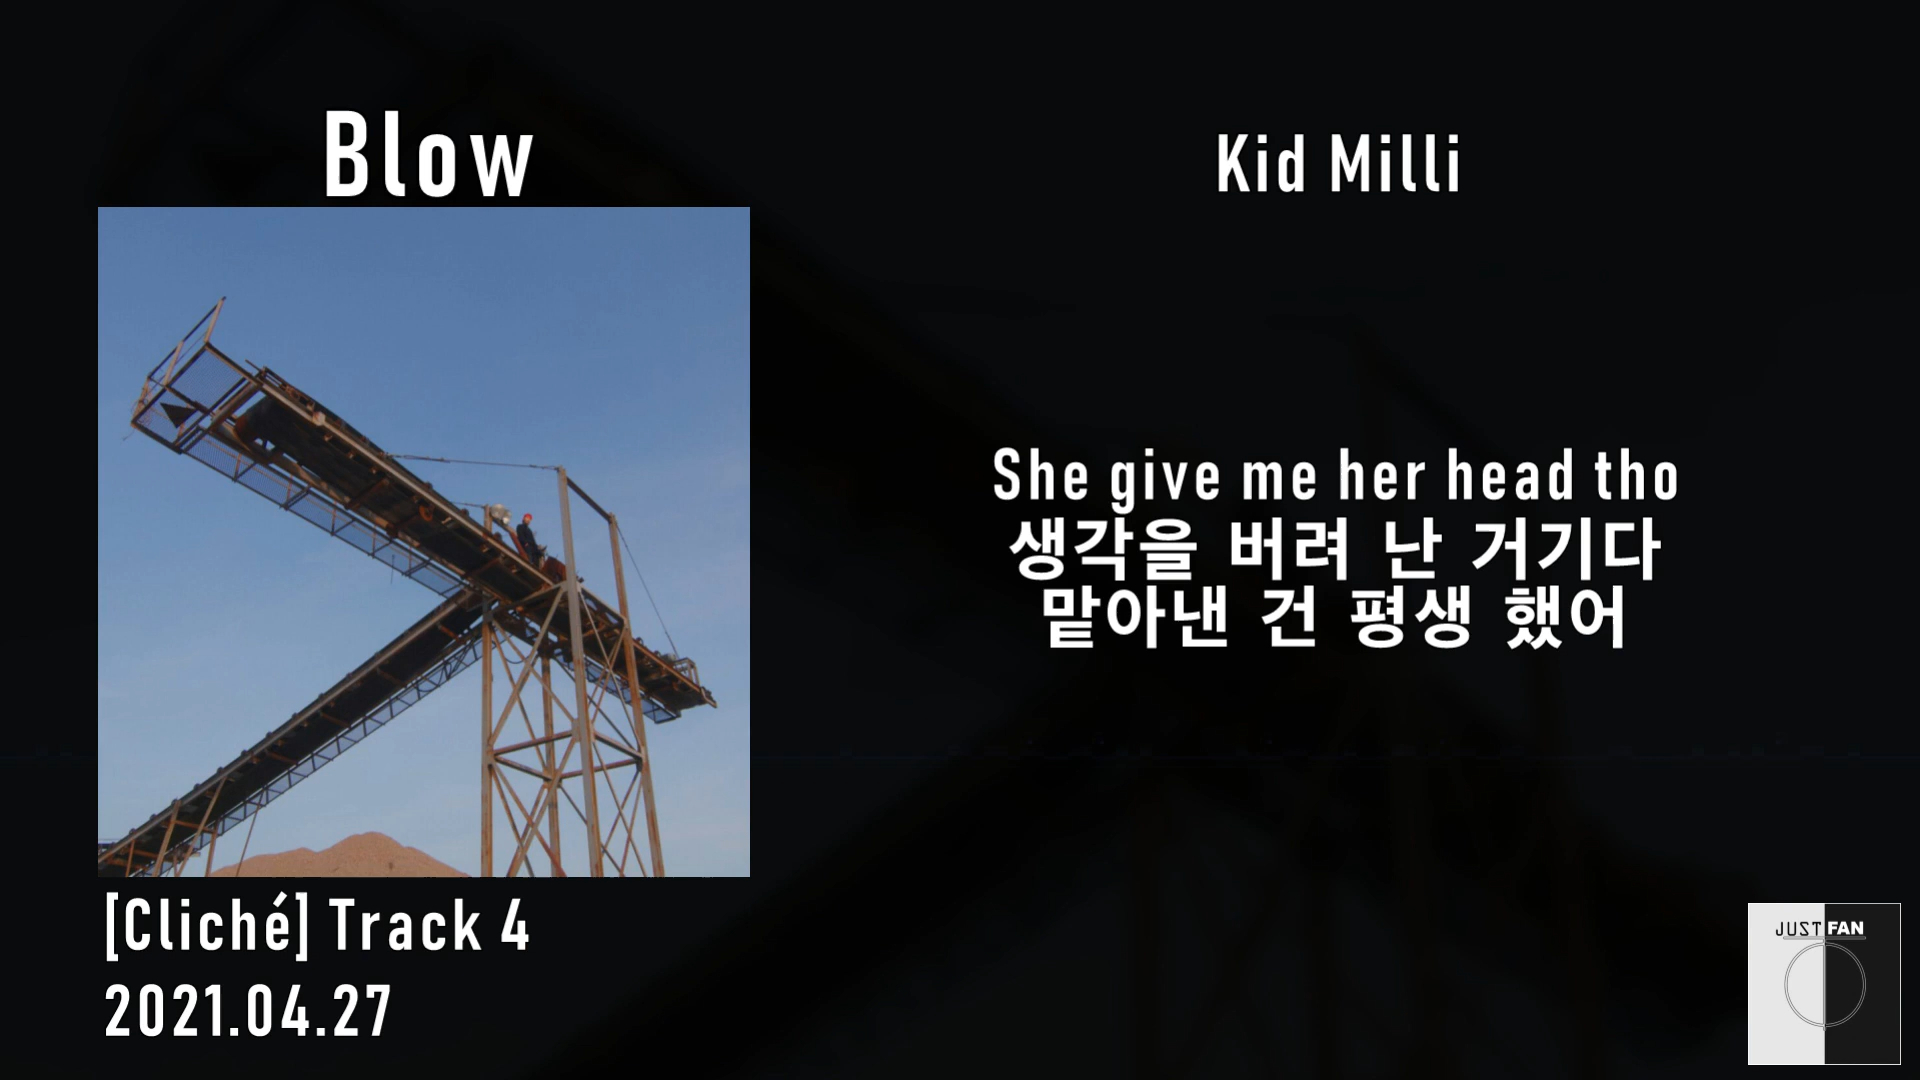 Blow
Kid Milli
She give me her head tho
생각을 버려 난 거기다
맡아낸 건 평생 했어
[Cliché] Track 4
2021.04.27
JUST FAN